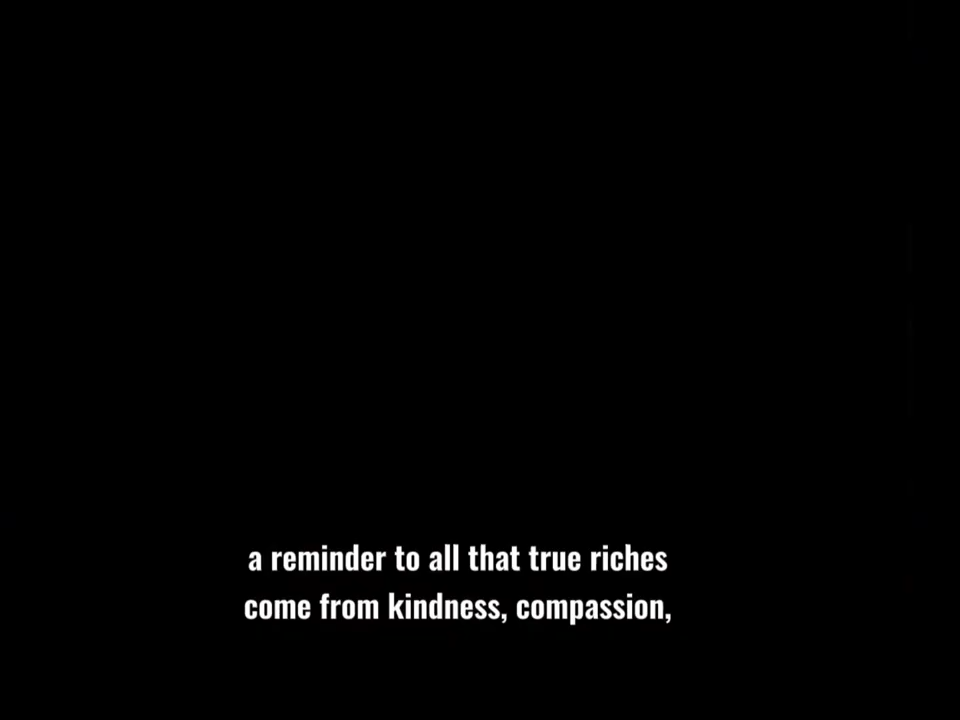 a reminder to all that true riches
come from kindness, compassion,